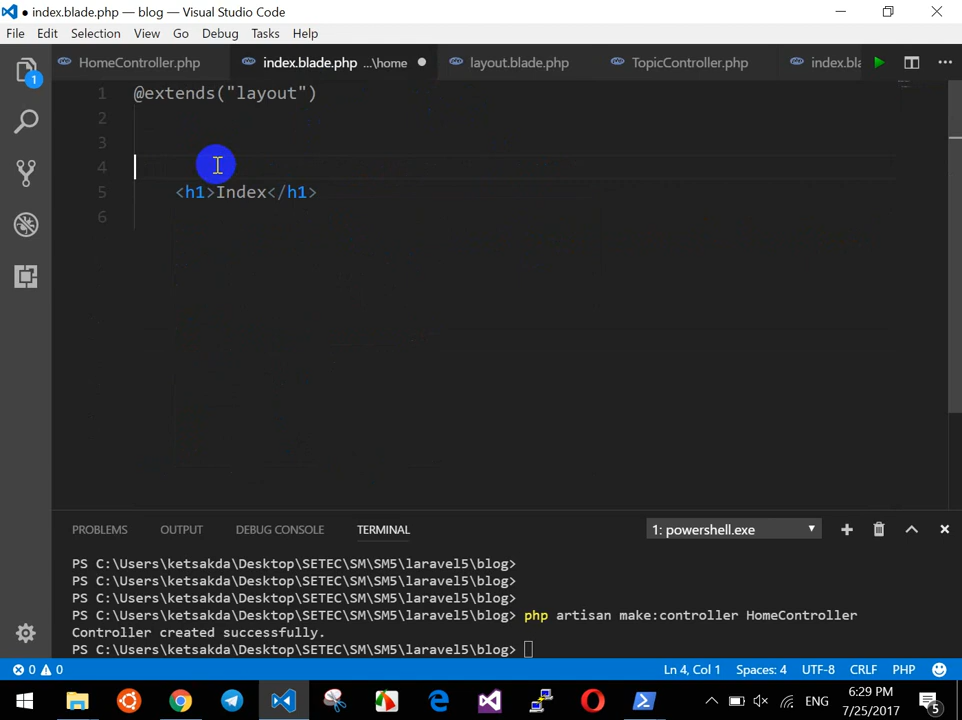 index.blade.php — blog — Visual Studio Code
File Edit Selection View Go Debug Tasks Help
1
HomeController.php index.blade.php ...\home layout.blade.php TopicController.php index.bla
1 @extends("layout")
2
3
4
5 <h1>Index</h1>
6
PROBLEMS OUTPUT DEBUG CONSOLE TERMINAL 1: powershell.exe
PS C:\Users\ketsakda\Desktop\SETEC\SM\SM5\laravel5\blog>
PS C:\Users\ketsakda\Desktop\SETEC\SM\SM5\laravel5\blog>
PS C:\Users\ketsakda\Desktop\SETEC\SM\SM5\laravel5\blog>
PS C:\Users\ketsakda\Desktop\SETEC\SM\SM5\laravel5\blog> php artisan make:controller HomeController
Controller created successfully.
PS C:\Users\ketsakda\Desktop\SETEC\SM\SM5\laravel5\blog>
0 0 Ln 4, Col 1 Spaces: 4 UTF-8 CRLF PHP
ENG 6:29 PM
7/25/2017 5